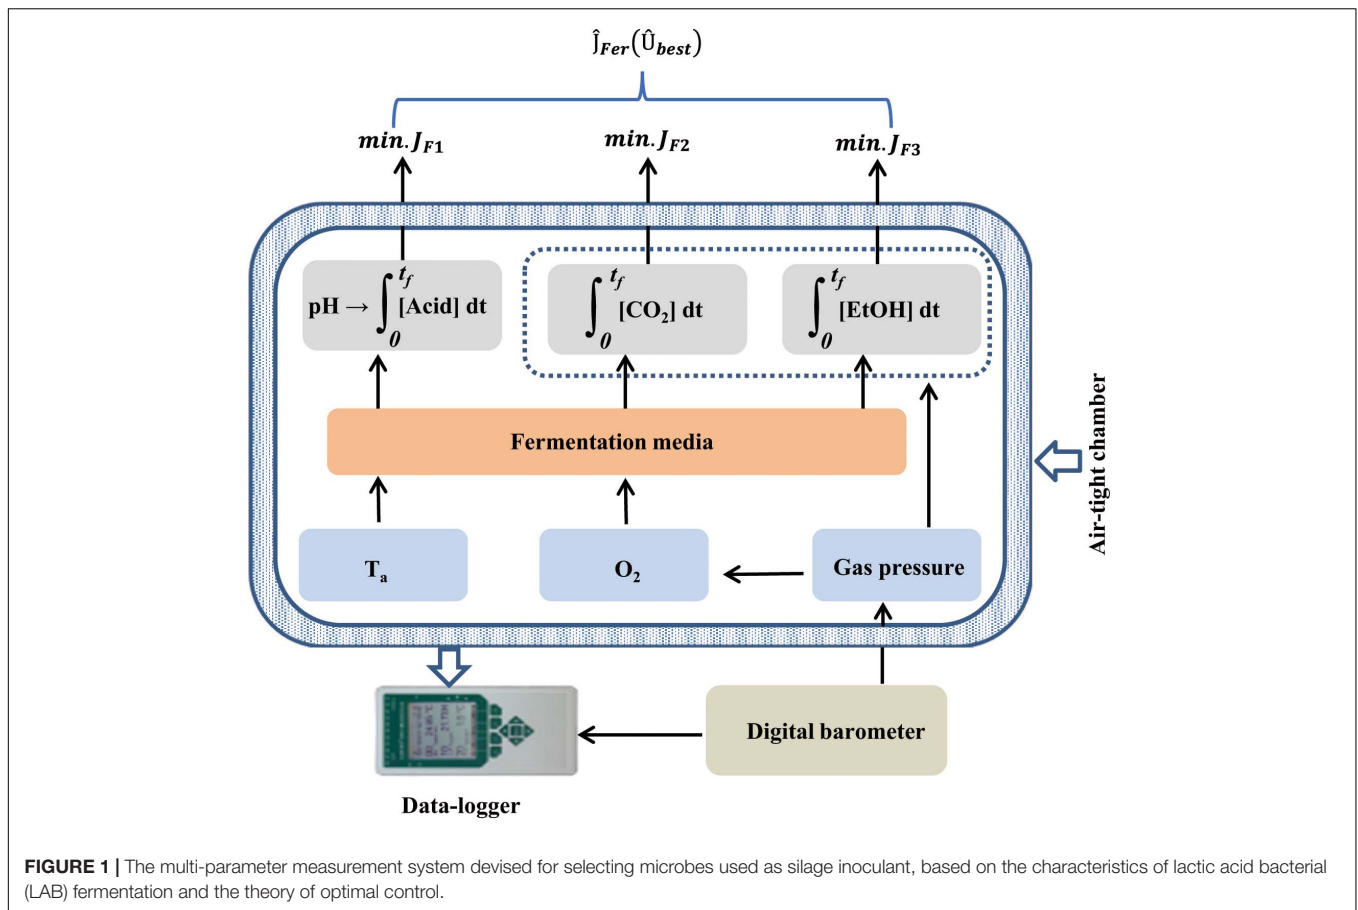 Ĵ_Fer(Û_best)
min.J_F1
min.J_F2
min.J_F3
pH → ∫_0^{t_f} [Acid] dt
∫_0^{t_f} [CO₂] dt
∫_0^{t_f} [EtOH] dt
Fermentation media
Tₐ
O₂
Gas pressure
Air-tight chamber
Digital barometer
Data-logger
FIGURE 1 | The multi-parameter measurement system devised for selecting microbes used as silage inoculant, based on the characteristics of lactic acid bacterial
(LAB) fermentation and the theory of optimal control.